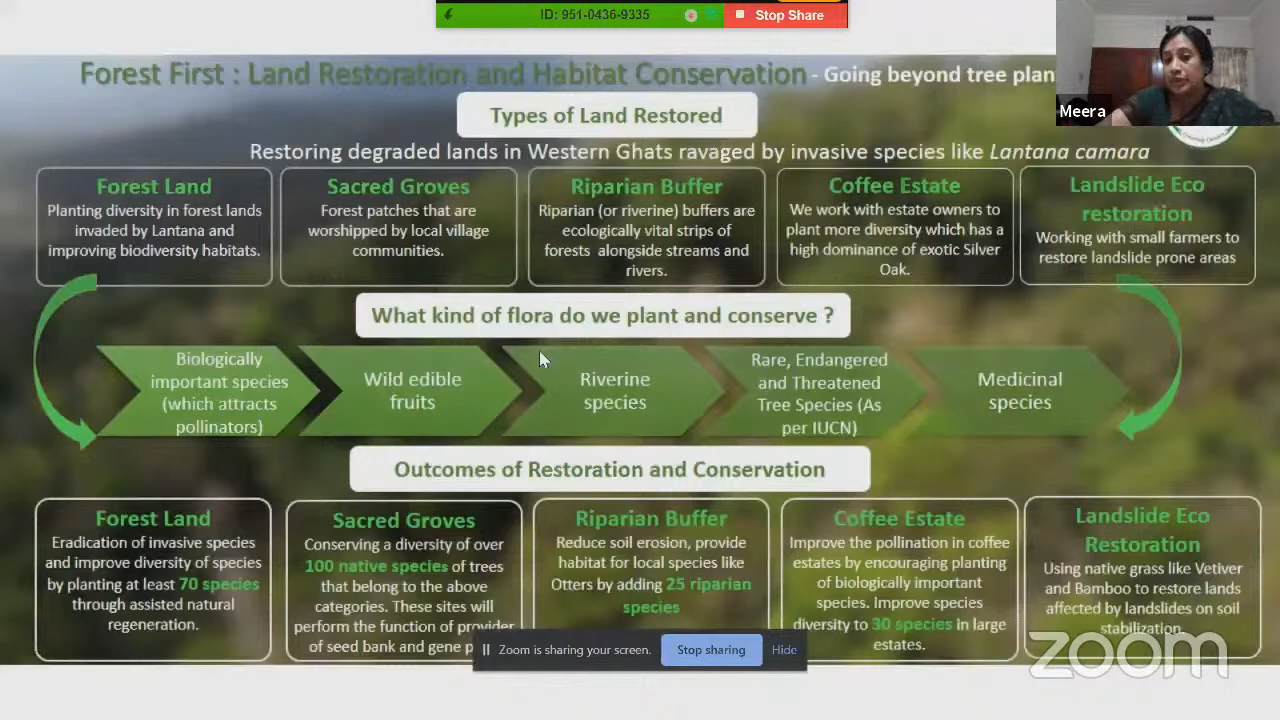 ID: 951-0436-9335
Stop Share
Forest First : Land Restoration and Habitat Conservation - Going beyond tree plan
Meera
Types of Land Restored
Restoring degraded lands in Western Ghats ravaged by invasive species like Lantana camara
Forest Land
Planting diversity in forest lands
invaded by Lantana and
improving biodiversity habitats.
Sacred Groves
Forest patches that are
worshipped by local village
communities.
Riparian Buffer
Riparian (or riverine) buffers are
ecologically vital strips of
forests alongside streams and
rivers.
Coffee Estate
We work with estate owners to
plant more diversity which has a
high dominance of exotic Silver
Oak.
Landslide Eco
restoration
Working with small farmers to
restore landslide prone areas
What kind of flora do we plant and conserve ?
Biologically
important species
(which attracts
pollinators)
Wild edible
fruits
Riverine
species
Rare, Endangered
and Threatened
Tree Species (As
per IUCN)
Medicinal
species
Outcomes of Restoration and Conservation
Forest Land
Eradication of invasive species
and improve diversity of species
by planting at least 70 species
through assisted natural
regeneration.
Sacred Groves
Conserving a diversity of over
100 native species of trees
that belong to the above
categories. These sites will
perform the function of provider
of seed bank and gene p
Riparian Buffer
Reduce soil erosion, provide
habitat for local species like
Otters by adding 25 riparian
species
Coffee Estate
Improve the pollination in coffee
estates by encouraging planting
of biologically important
species. Improve species
diversity to 30 species in large
estates.
Landslide Eco
Restoration
Using native grass like Vetiver
and Bamboo to restore lands
affected by landslides on soil
stabilization.
Zoom is sharing your screen.
Stop sharing
Hide
zoom